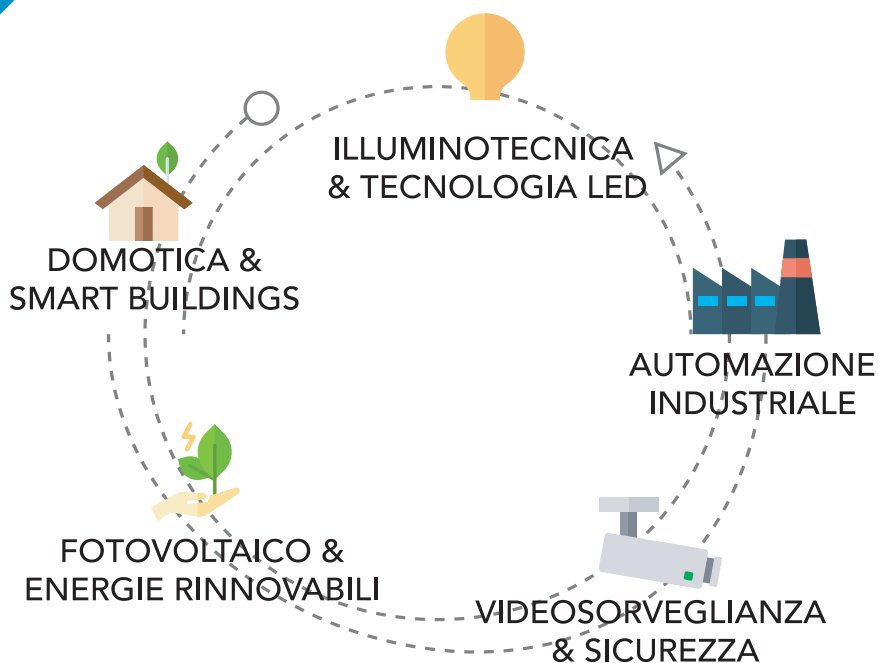 ILLUMINOTECNICA
& TECNOLOGIA LED
DOMOTICA &
SMART BUILDINGS
AUTOMAZIONE
INDUSTRIALE
FOTOVOLTAICO &
ENERGIE RINNOVABILI
VIDEOSORVEGLIANZA
& SICUREZZA